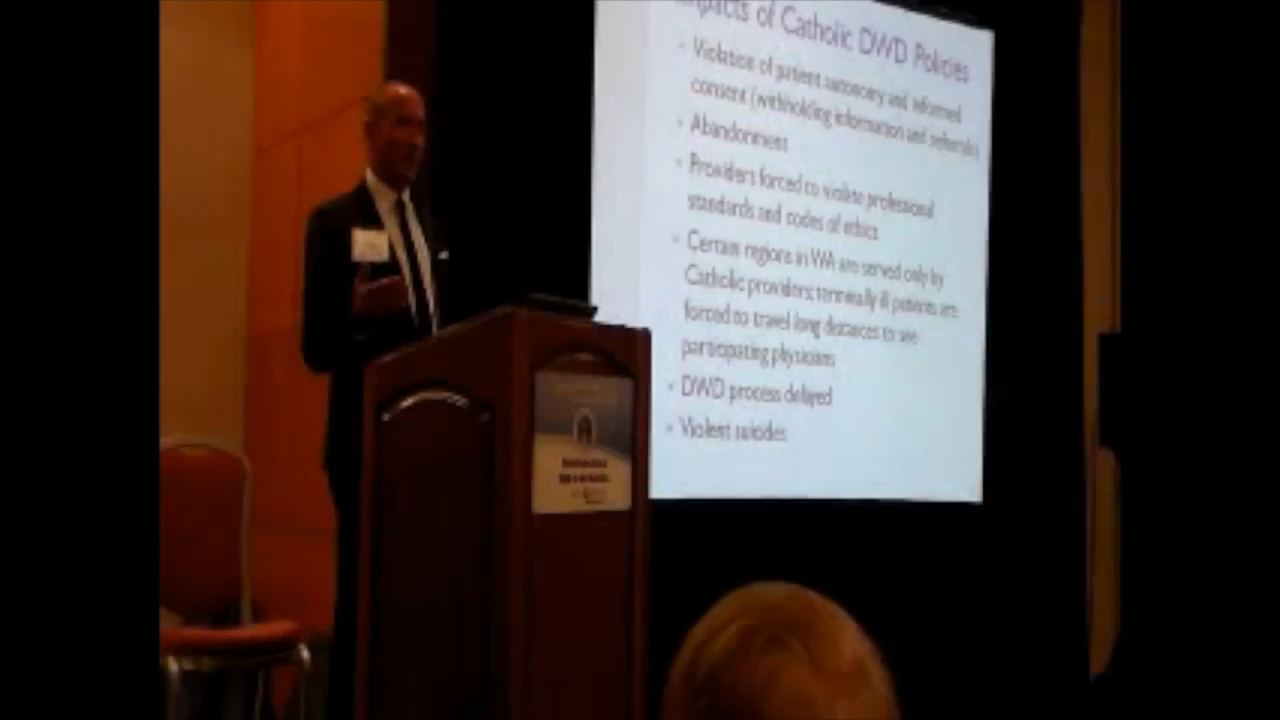 Impacts of Catholic DWD Policies
Violation of patient autonomy and informed
consent (withholding information and referrals)
Abandonment
Providers forced to violate professional
standards and codes of ethics
Certain regions in WA are served only by
Catholic providers; terminally ill patients are
forced to travel long distances to see
participating physicians
DWD process delayed
Violent suicides